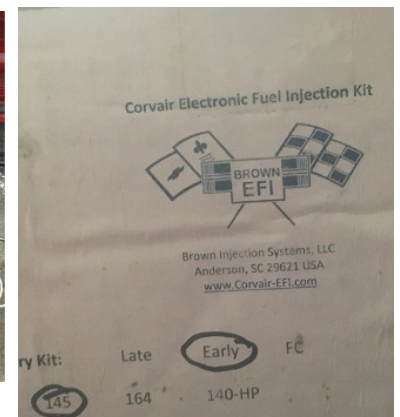 Corvair Electronic Fuel Injection Kit
BROWN
EFI
Brown Injection Systems, LLC
Anderson, SC 29621 USA
www.Corvair-EFI.com
ry Kit: Late Early FC
145 164 140-HP